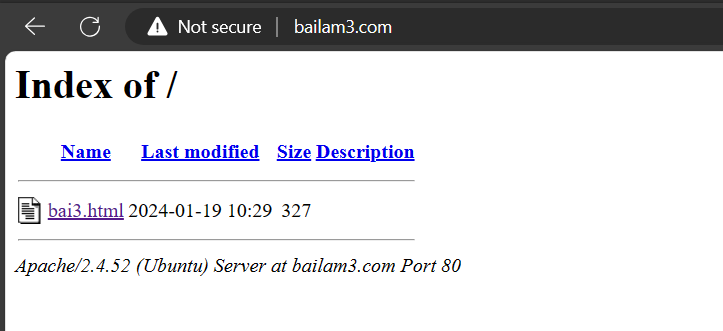 Not secure bailam3.com
Index of /
Name Last modified Size Description
bai3.html 2024-01-19 10:29 327
Apache/2.4.52 (Ubuntu) Server at bailam3.com Port 80